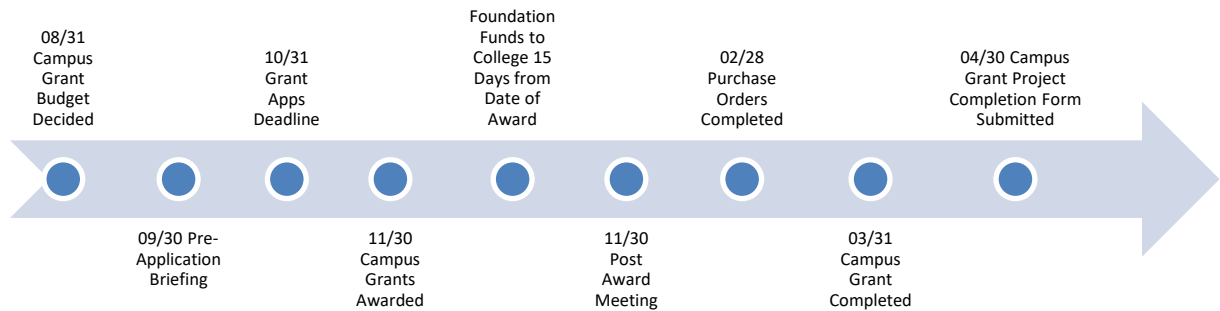 08/31
Campus
Grant
Budget
Decided
09/30 Pre-
Application
Briefing
10/31
Grant
Apps
Deadline
11/30
Campus
Grants
Awarded
Foundation
Funds to
College 15
Days from
Date of
Award
11/30
Post
Award
Meeting
02/28
Purchase
Orders
Completed
03/31
Campus
Grant
Completed
04/30 Campus
Grant Project
Completion Form
Submitted